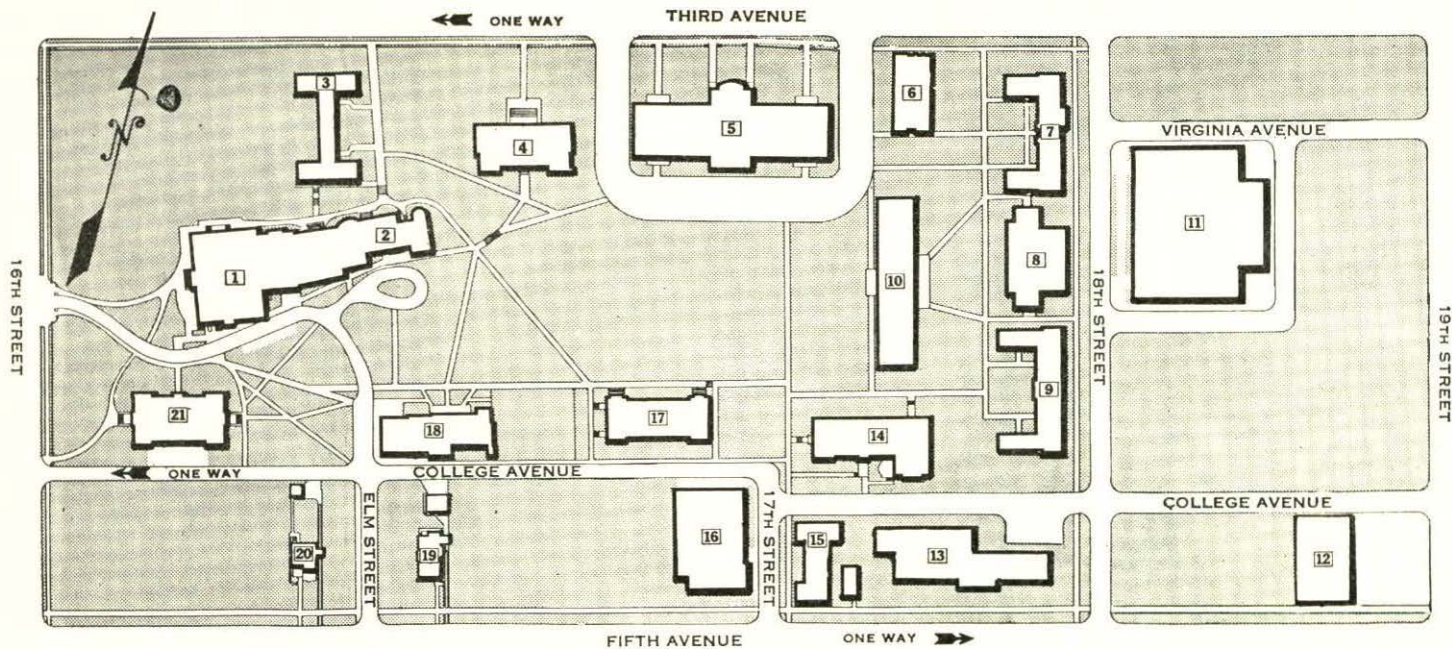 ONE WAY THIRD AVENUE
N
3
4
5
6
7
VIRGINIA AVENUE
2
1
8
11
10
16TH STREET
18TH STREET
19TH STREET
9
21
18
17
14
ONE WAY
COLLEGE AVENUE
COLLEGE AVENUE
ELM STREET
17TH STREET
20
19
16
15
13
12
FIFTH AVENUE
ONE WAY